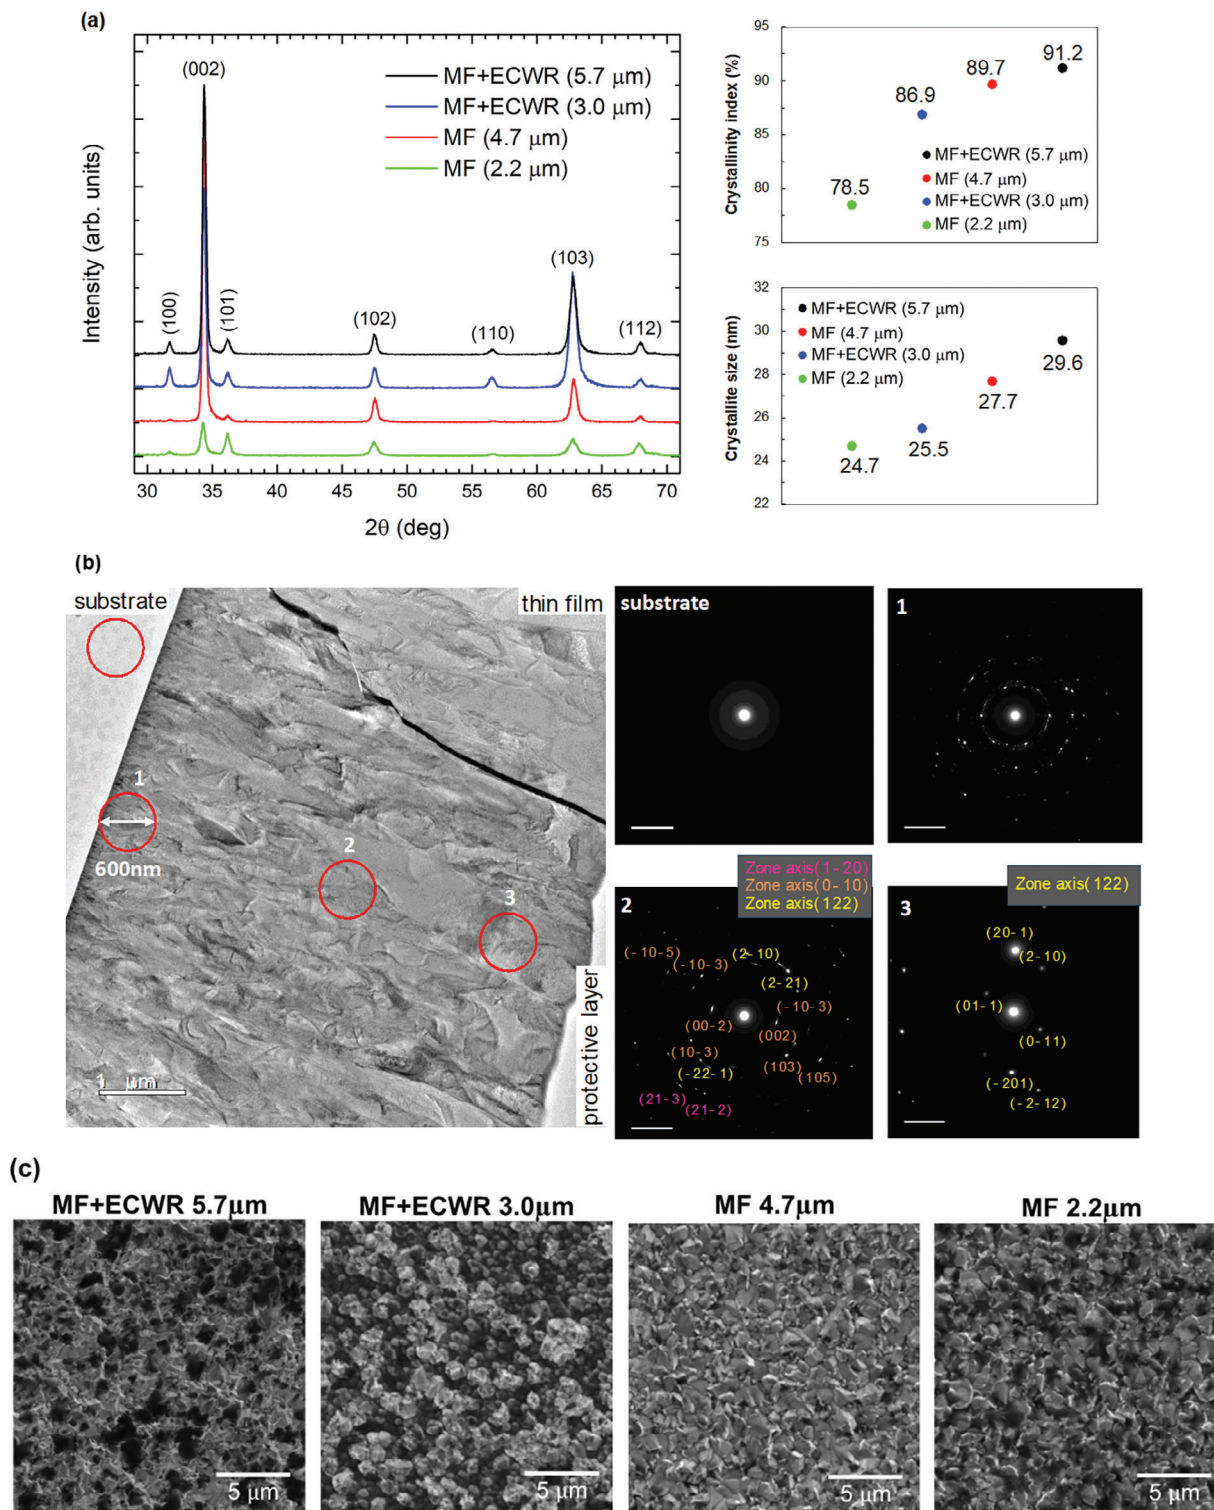 (a)
(002)
(100)
(101)
(102)
(110)
(103)
(112)
MF+ECWR (5.7 μm)
MF+ECWR (3.0 μm)
MF (4.7 μm)
MF (2.2 μm)
Intensity (arb. units)
30 35 40 45 50 55 60 65 70
2θ (deg)
Crystallinity index (%)
95
90
85
80
75
78.5
86.9
89.7
91.2
MF+ECWR (5.7 μm)
MF (4.7 μm)
MF+ECWR (3.0 μm)
MF (2.2 μm)
Crystallite size (nm)
32
30
28
26
24
22
MF+ECWR (5.7 μm)
MF (4.7 μm)
MF+ECWR (3.0 μm)
MF (2.2 μm)
24.7
25.5
27.7
29.6
(b)
substrate
thin film
1
600nm
2
3
1 μm
protective layer
substrate
1
Zone axis(1-20)
Zone axis(0-10)
Zone axis(122)
2
(-10-5)
(-10-3)
(2-10)
(2-21)
(-10-3)
(00-2)
(002)
(10-3)
(103)
(-22-1)
(105)
(21-3)
(21-2)
Zone axis(122)
3
(20-1)
(2-10)
(01-1)
(0-11)
(-201)
(-2-12)
(c)
MF+ECWR 5.7μm
MF+ECWR 3.0μm
MF 4.7μm
MF 2.2μm
5 μm
5 μm
5 μm
5 μm